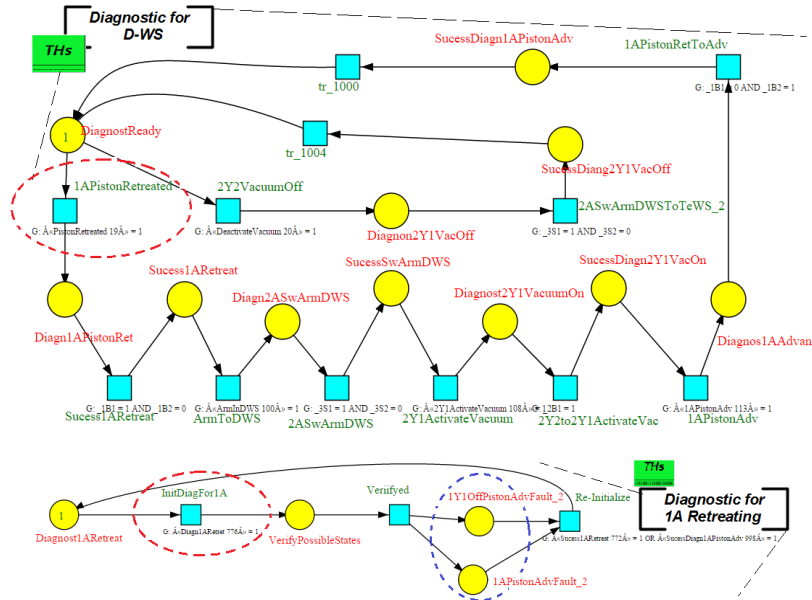 Diagnostic for
D-WS
THs
SucessDiagn1APistonAdv
1APistonRetToAdv
tr_1000
G: _1B1 = 0 AND _1B2 = 1
1
DiagnostReady
tr_1004
SucessDiang2Y1VacOff
1APistonRetreated
2Y2VacuumOff
2ASwArmDWSToTeWS_2
G: Â«PistonRetreated 19Â» = 1
G: Â«DeactivateVacuum 20Â» = 1
Diagnon2Y1VacOff
G: _3S1 = 1 AND _3S2 = 0
Sucess1ARetreat
SucessSwArmDWS
SucessDiagn2Y1VacOn
Diagn2ASwArmDWS
Diagnost2Y1VacuumOn
Diagn1APistonRet
Diagnos1AAdvan
G: _1B1 = 1 AND _1B2 = 0
G: Â«ArmInDWS 100Â» = 1
G: _3S1 = 1 AND _3S2 = 0
G: Â«2Y1ActivateVacuum 108Â» = 1
G: _2B1 = 1
G: Â«1APistonAdv 113Â» = 1
Sucess1ARetreat
ArmToDWS
2ASwArmDWS
2Y1ActivateVacuum
2Y2to2Y1ActivateVac
1APistonAdv
THs
InitDiagFor1A
Veriifyed
1Y1OffPistonAdvFault_2
Re-Initialize
Diagnostic for
1A Retreating
1
G: Â«Diagn1ARetret 776Â» = 1
G: Â«Sucess1ARetreat 772Â» = 1 OR Â«SucessDiagn1APistonAdv 998Â» = 1
Diagnost1ARetreat
VerifyPossibleStates
1APistonAdvFault_2